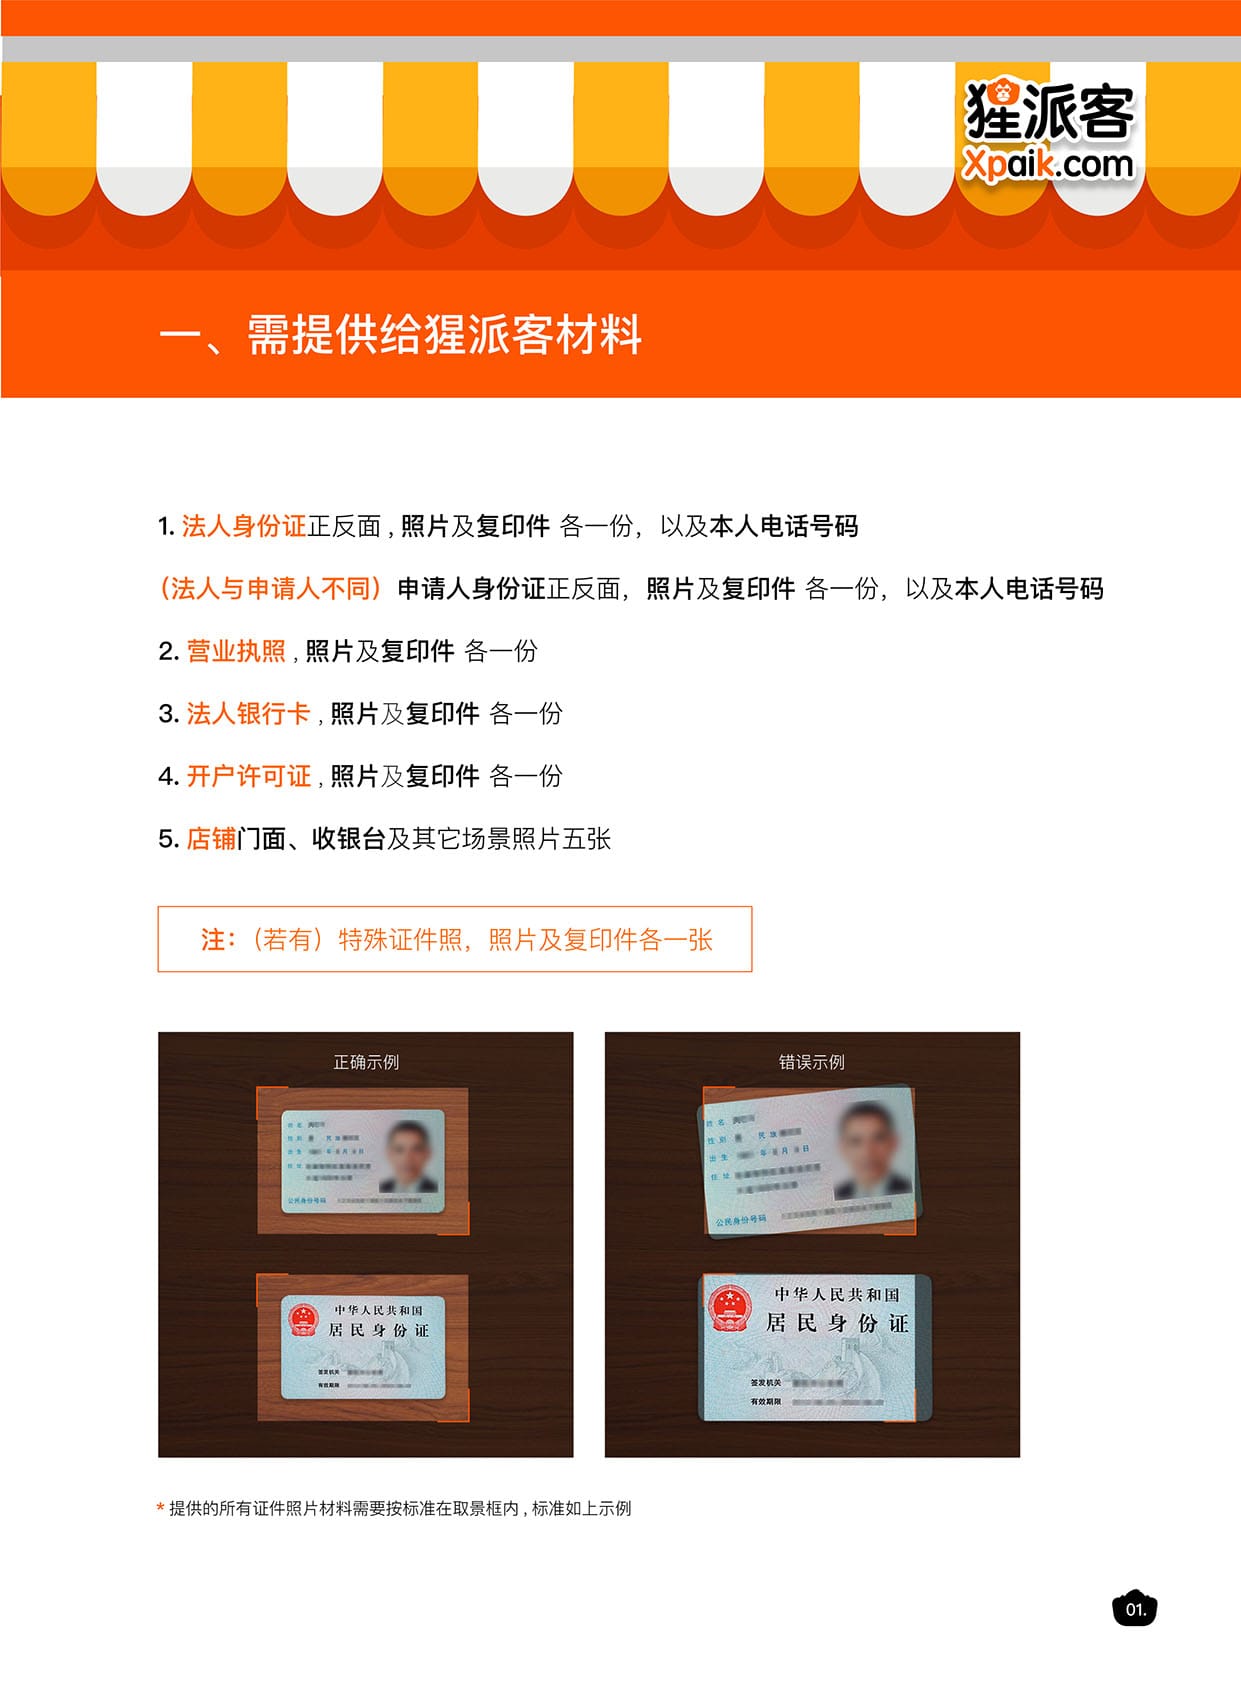 猩派客
Xpaik.com
一、需提供给猩派客材料
1. 法人身份证正反面 , 照片及复印件 各一份，以及本人电话号码
（法人与申请人不同）申请人身份证正反面，照片及复印件 各一份，以及本人电话号码
2. 营业执照 , 照片及复印件 各一份
3. 法人银行卡 , 照片及复印件 各一份
4. 开户许可证 , 照片及复印件 各一份
5. 店铺门面、收银台及其它场景照片五张
注：（若有）特殊证件照，照片及复印件各一张
正确示例
姓 名
性 别 民 族
出 生 年 月 日
住 址
公民身份号码
中华人民共和国
居 民 身 份 证
签发机关
有效期限
错误示例
姓 名
性 别 民 族
出 生 年 月 日
住 址
公民身份号码
中华人民共和国
居 民 身 份 证
签发机关
有效期限
* 提供的所有证件照片材料需要按标准在取景框内 , 标准如上示例
01.